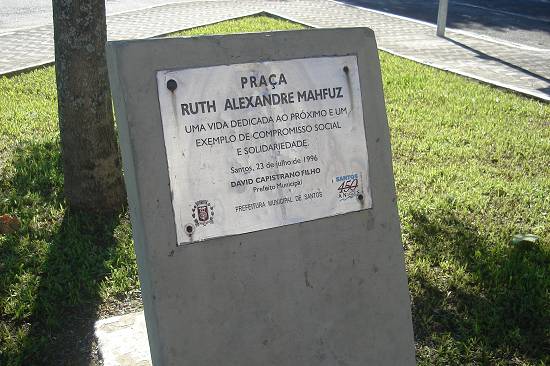 PRAÇA
RUTH ALEXANDRE MAHFUZ
UMA VIDA DEDICADA AO PRÓXIMO E UM
EXEMPLO DE COMPROMISSO SOCIAL
E SOLIDARIEDADE.
Santos, 23 de julho de 1996
DAVID CAPISTRANO FILHO
Prefeito Municipal
PREFEITURA MUNICIPAL DE SANTOS
SANTOS
450
ANOS